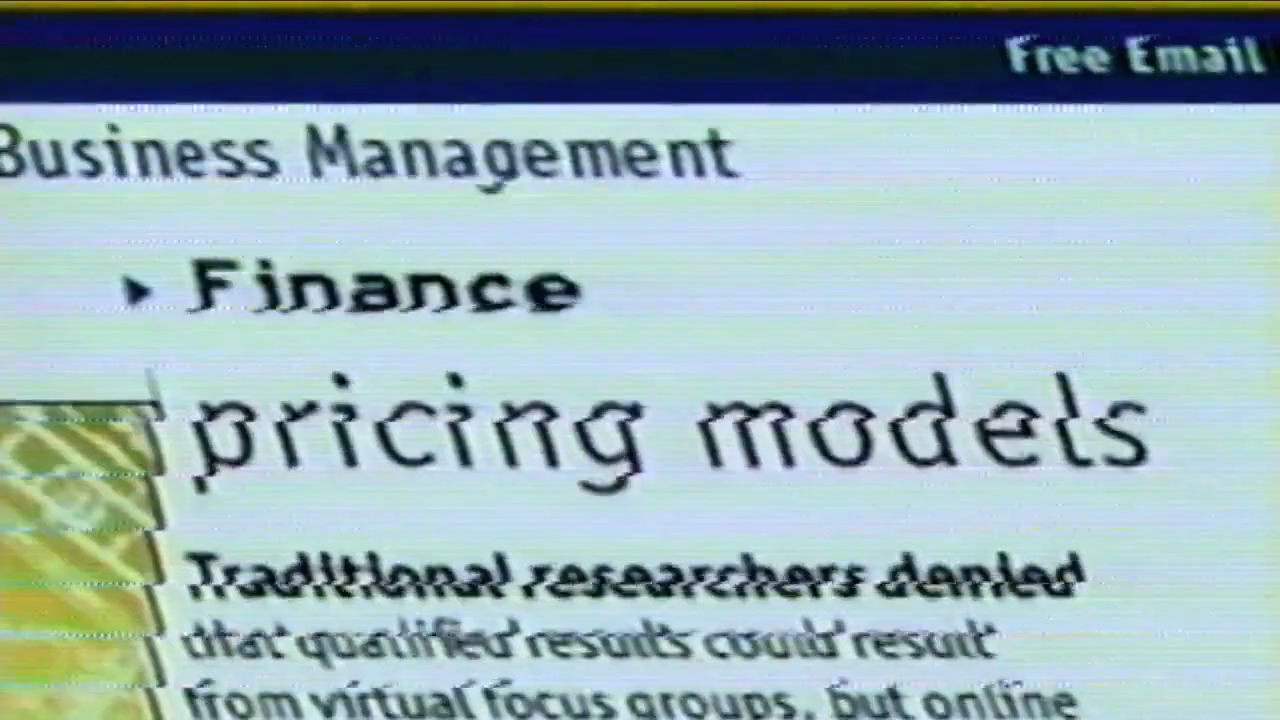 Free Email
Business Management
Finance
pricing models
Traditional researchers denied
that qualified results could result
from virtual focus groups, but online